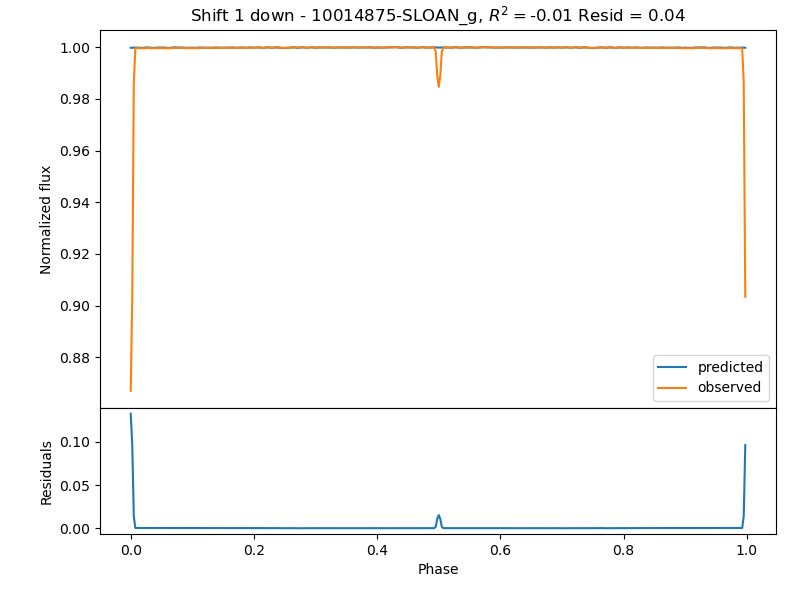 Shift 1 down - 10014875-SLOAN_g, R² = -0.01 Resid = 0.04
1.00
0.98
0.96
0.94
0.92
0.90
0.88
Normalized flux
predicted
observed
0.10
0.05
0.00
Residuals
0.0 0.2 0.4 0.6 0.8 1.0
Phase